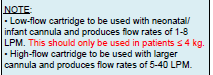 NOTE:
• Low-flow cartridge to be used with neonatal/
infant cannula and produces flow rates of 1-8
LPM. This should only be used in patients ≤ 4 kg.
• High-flow cartridge to be used with larger
cannula and produces flow rates of 5-40 LPM.